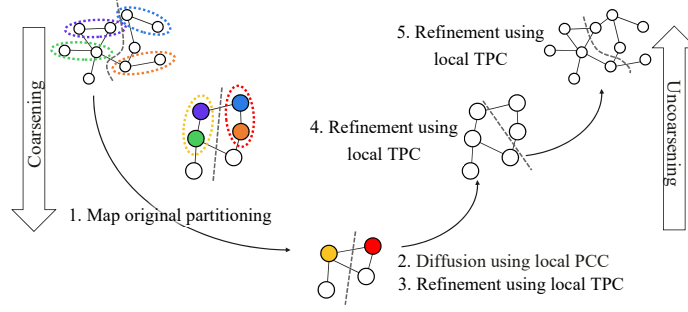 Coarsening
1. Map original partitioning
2. Diffusion using local PCC
3. Refinement using local TPC
4. Refinement using
local TPC
5. Refinement using
local TPC
Uncoarsening